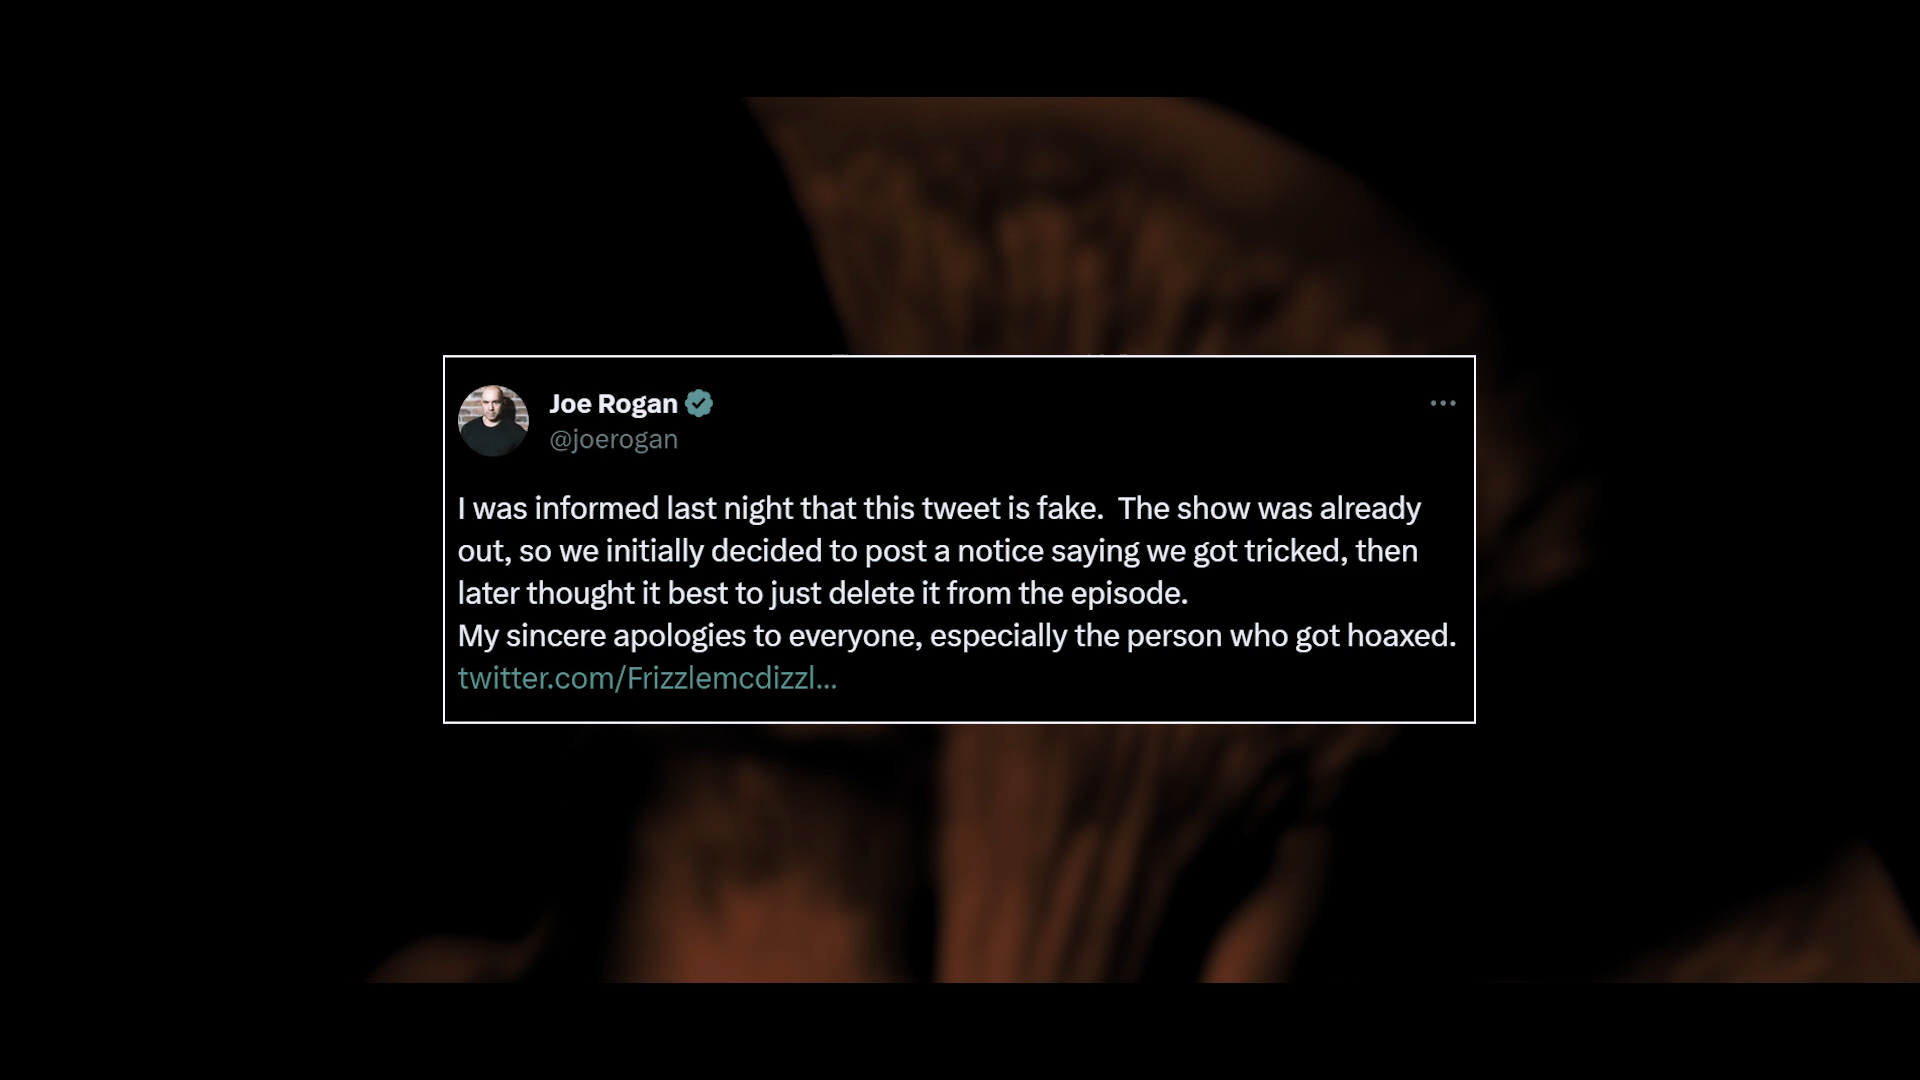 Joe Rogan
@joerogan
I was informed last night that this tweet is fake.  The show was already
out, so we initially decided to post a notice saying we got tricked, then
later thought it best to just delete it from the episode.
My sincere apologies to everyone, especially the person who got hoaxed.
twitter.com/Frizzlemcdizzl...